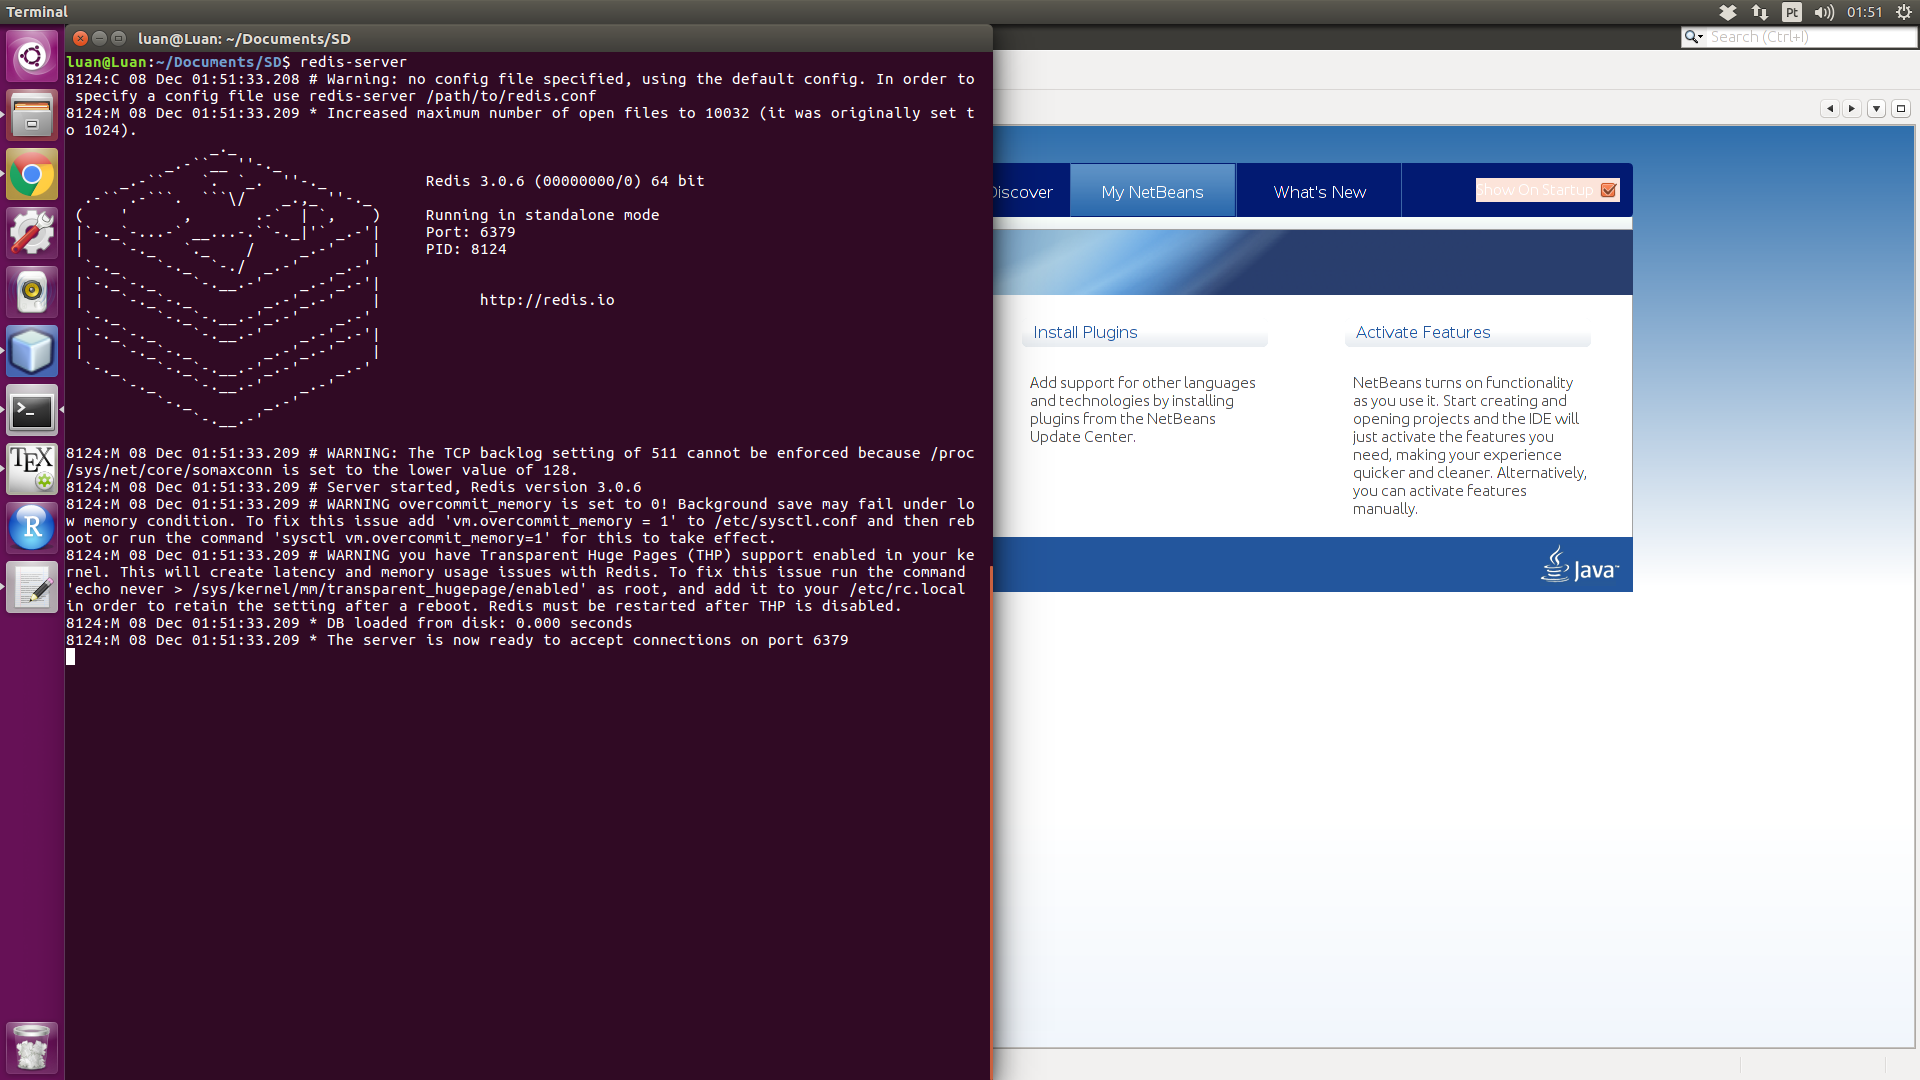 Terminal
Pt
01:51
luan@Luan: ~/Documents/SD
Search (Ctrl+I)
luan@Luan:~/Documents/SD$ redis-server
8124:C 08 Dec 01:51:33.208 # Warning: no config file specified, using the default config. In order to
 specify a config file use redis-server /path/to/redis.conf
8124:M 08 Dec 01:51:33.209 * Increased maximum number of open files to 10032 (it was originally set t
o 1024).
Redis 3.0.6 (00000000/0) 64 bit
Running in standalone mode
Port: 6379
PID: 8124
http://redis.io
8124:M 08 Dec 01:51:33.209 # WARNING: The TCP backlog setting of 511 cannot be enforced because /proc
/sys/net/core/somaxconn is set to the lower value of 128.
8124:M 08 Dec 01:51:33.209 # Server started, Redis version 3.0.6
8124:M 08 Dec 01:51:33.209 # WARNING overcommit_memory is set to 0! Background save may fail under lo
w memory condition. To fix this issue add 'vm.overcommit_memory = 1' to /etc/sysctl.conf and then reb
oot or run the command 'sysctl vm.overcommit_memory=1' for this to take effect.
8124:M 08 Dec 01:51:33.209 # WARNING you have Transparent Huge Pages (THP) support enabled in your ke
rnel. This will create latency and memory usage issues with Redis. To fix this issue run the command
'echo never > /sys/kernel/mm/transparent_hugepage/enabled' as root, and add it to your /etc/rc.local
in order to retain the setting after a reboot. Redis must be restarted after THP is disabled.
8124:M 08 Dec 01:51:33.209 * DB loaded from disk: 0.000 seconds
8124:M 08 Dec 01:51:33.209 * The server is now ready to accept connections on port 6379
Discover
My NetBeans
What's New
Show On Startup
Install Plugins
Add support for other languages
and technologies by installing
plugins from the NetBeans
Update Center.
Activate Features
NetBeans turns on functionality
as you use it. Start creating and
opening projects and the IDE will
just activate the features you
need, making your experience
quicker and cleaner. Alternatively,
you can activate features
manually.
Java
TEX
R